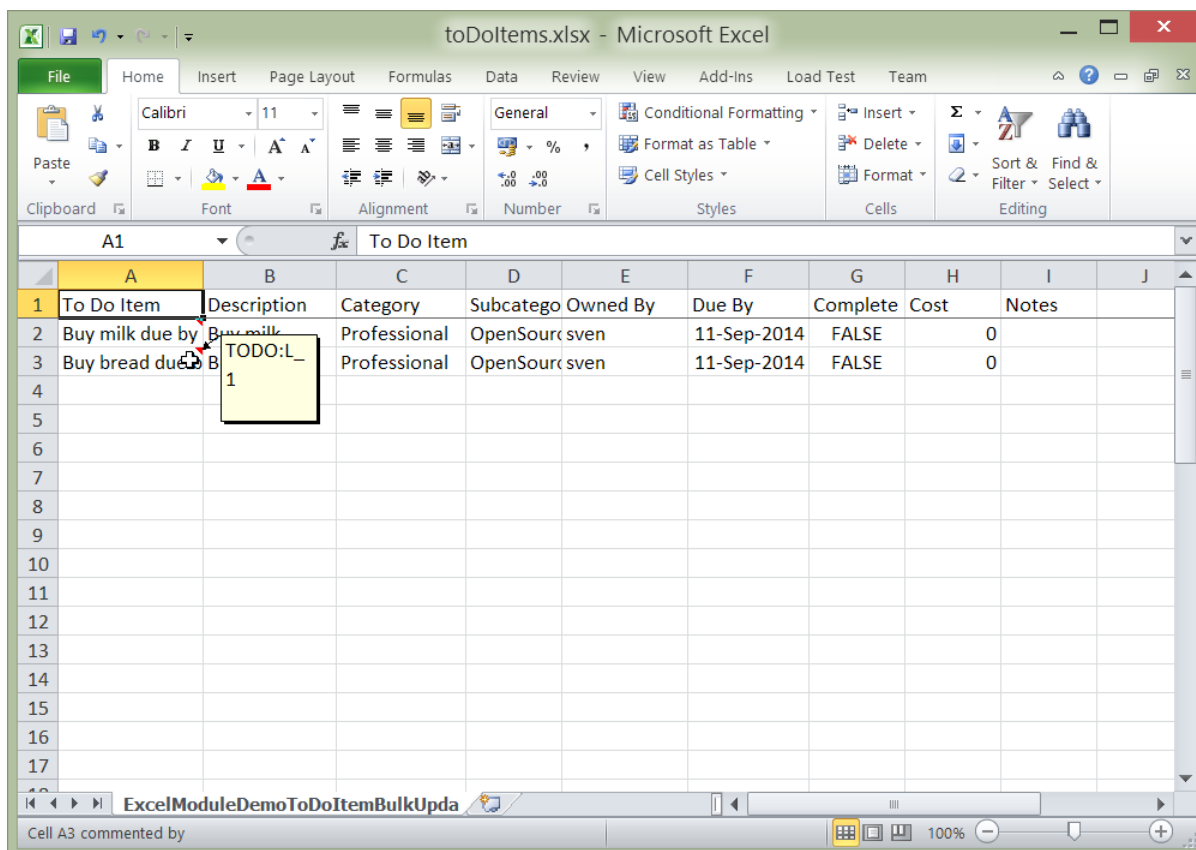 toDoItems.xlsx - Microsoft Excel
File Home Insert Page Layout Formulas Data Review View Add-Ins Load Test Team
Calibri 11 General Conditional Formatting Insert Σ
Paste B I U A A % , Format as Table Delete Sort & Find &
A .00 .0 Cell Styles Format Filter Select
Clipboard Font Alignment Number Styles Cells Editing
A1 fx To Do Item
A B C D E F G H I J
1 To Do Item Description Category Subcatego Owned By Due By Complete Cost Notes
2 Buy milk due by Buy milk Professional OpenSourc sven 11-Sep-2014 FALSE 0
3 Buy bread due b B Professional OpenSourc sven 11-Sep-2014 FALSE 0
TODO:L_
1
4
5
6
7
8
9
10
11
12
13
14
15
16
17
ExcelModuleDemoToDoItemBulkUpda
Cell A3 commented by 100%